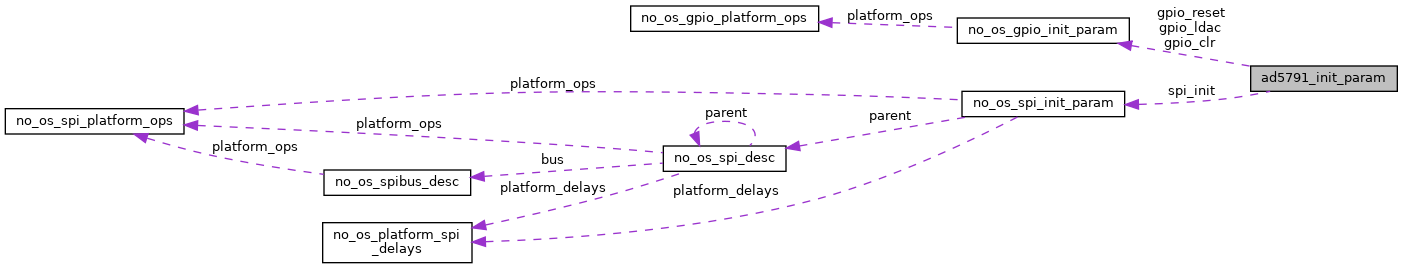 no_os_gpio_platform_ops
platform_ops
no_os_gpio_init_param
gpio_reset
gpio_ldac
gpio_clr
ad5791_init_param
spi_init
platform_ops
no_os_spi_init_param
no_os_spi_platform_ops
platform_ops
parent
parent
no_os_spi_desc
platform_ops
bus
no_os_spibus_desc
platform_delays
platform_delays
no_os_platform_spi
_delays